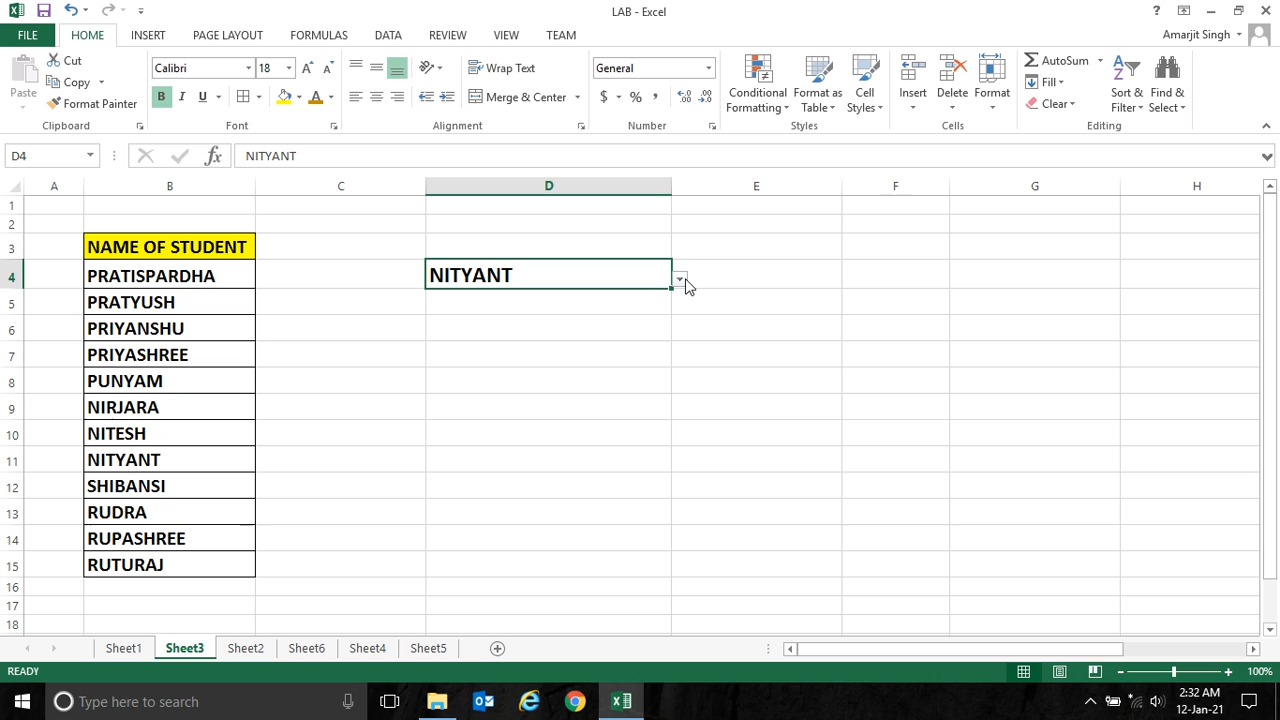 LAB - Excel
?
FILE HOME INSERT PAGE LAYOUT FORMULAS DATA REVIEW VIEW TEAM Amarjit Singh
Paste Cut Copy Format Painter Clipboard
Calibri 18 A A B I U A Font
Wrap Text Merge & Center Alignment
General $ % , Number
Conditional Formatting Format as Table Cell Styles Styles
Insert Delete Format Cells
AutoSum Fill Clear Sort & Filter Find & Select Editing
D4 fx NITYANT
A B C D E F G H
1
2
3 NAME OF STUDENT
4 PRATISPARDHA NITYANT
5 PRATYUSH
6 PRIYANSHU
7 PRIYASHREE
8 PUNYAM
9 NIRJARA
10 NITESH
11 NITYANT
12 SHIBANSI
13 RUDRA
14 RUPASHREE
15 RUTURAJ
16
17
18
Sheet1 Sheet3 Sheet2 Sheet6 Sheet4 Sheet5
READY 100%
Type here to search 2:32 AM
12-Jan-21